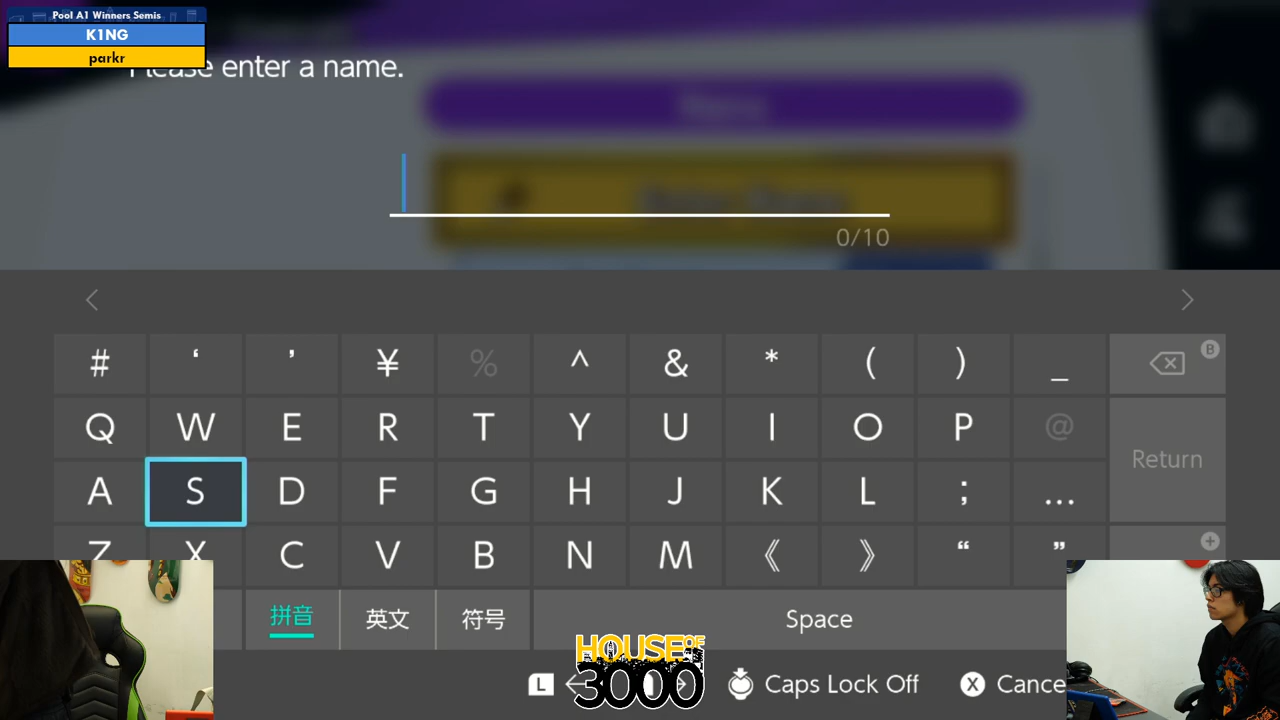 Pool A1 Winners Semis
K1NG
parkr
Please enter a name.
0/10
# ‘ ’ ¥ % ^ & * ( ) _ B
Q W E R T Y U I O P @
Return
A S D F G H J K L ; ...
Z X C V B N M 《 》 “ ” +
拼音 英文 符号 Space
HOUSE OF
3000
L
Caps Lock Off
X Cance